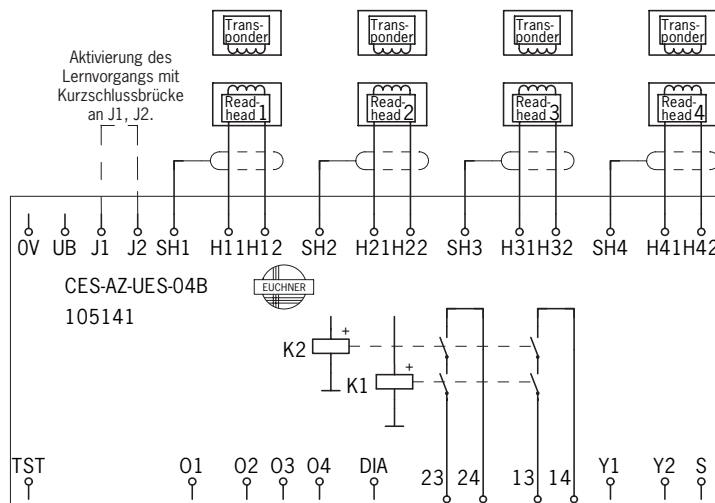 Trans-
ponder
Trans-
ponder
Trans-
ponder
Trans-
ponder
Aktivierung des
Lernvorgangs mit
Kurzschlussbrücke
an J1, J2.
Read-
head 1
Read-
head 2
Read-
head 3
Read-
head 4
0V UB J1 J2 SH1 H11 H12 SH2 H21 H22 SH3 H31 H32 SH4 H41 H42
CES-AZ-UES-04B
EUCHNER
105141
K2 +
K1 +
TST O1 O2 O3 O4 DIA 23 24 13 14 Y1 Y2 S